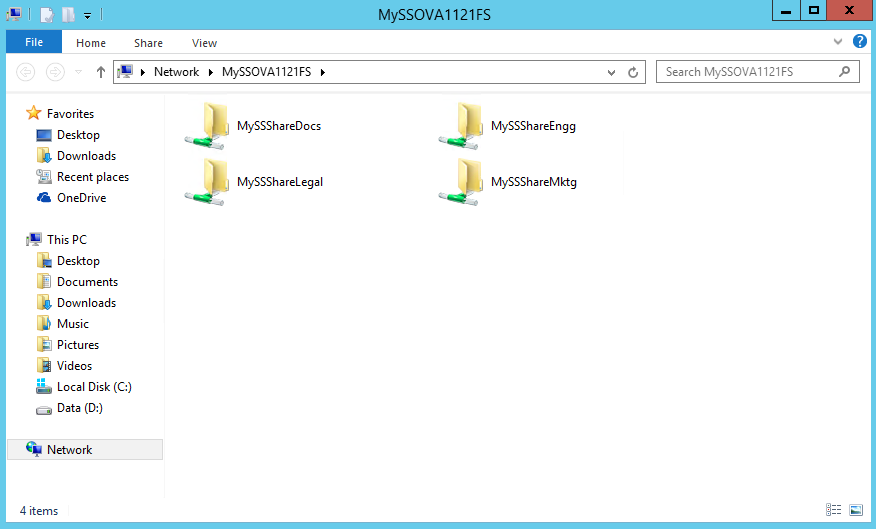 MySSOVA1121FS
File Home Share View
Network MySSOVA1121FS Search MySSOVA1121FS
Favorites
Desktop
Downloads
Recent places
OneDrive
This PC
Desktop
Documents
Downloads
Music
Pictures
Videos
Local Disk (C:)
Data (D:)
Network
MySSShareDocs MySSShareEngg
MySSShareLegal MySSShareMktg
4 items